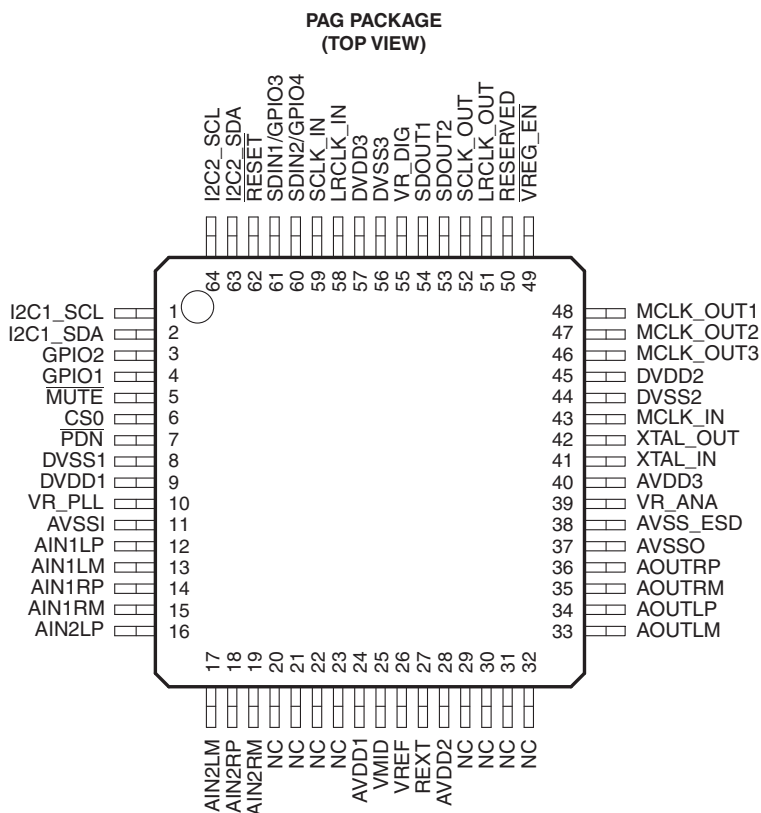 PAG PACKAGE
(TOP VIEW)
I2C2_SCL
I2C2_SDA
RESET
SDIN1/GPIO3
SDIN2/GPIO4
SCLK_IN
LRCLK_IN
DVDD3
DVSS3
VR_DIG
SDOUT1
SDOUT2
SCLK_OUT
LRCLK_OUT
RESERVED
VREG_EN
64 63 62 61 60 59 58 57 56 55 54 53 52 51 50 49
I2C1_SCL 1
I2C1_SDA 2
GPIO2 3
GPIO1 4
MUTE 5
CS0 6
PDN 7
DVSS1 8
DVDD1 9
VR_PLL 10
AVSSI 11
AIN1LP 12
AIN1LM 13
AIN1RP 14
AIN1RM 15
AIN2LP 16
48 MCLK_OUT1
47 MCLK_OUT2
46 MCLK_OUT3
45 DVDD2
44 DVSS2
43 MCLK_IN
42 XTAL_OUT
41 XTAL_IN
40 AVDD3
39 VR_ANA
38 AVSS_ESD
37 AVSSO
36 AOUTRP
35 AOUTRM
34 AOUTLP
33 AOUTLM
17 18 19 20 21 22 23 24 25 26 27 28 29 30 31 32
AIN2LM
AIN2RP
AIN2RM
NC
NC
NC
NC
AVDD1
VMID
VREF
REXT
AVDD2
NC
NC
NC
NC